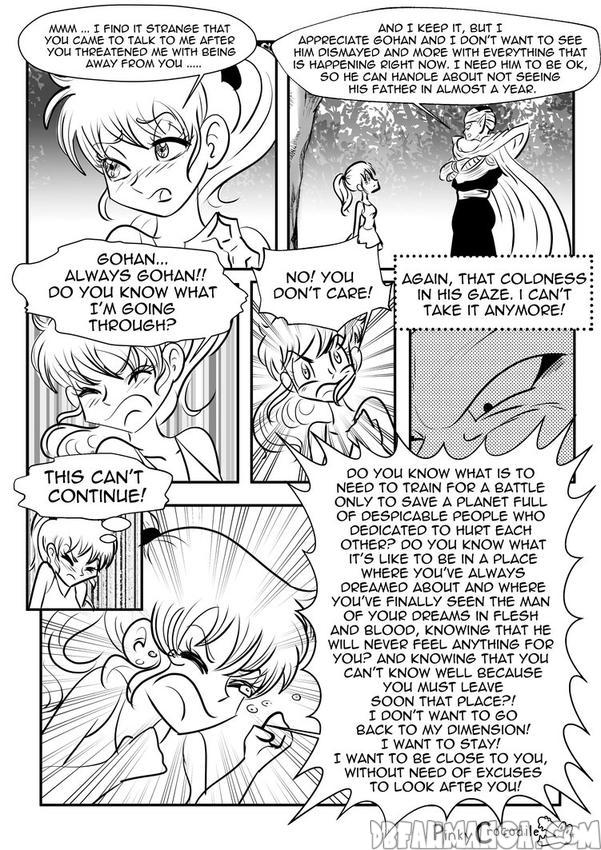 MMM ... I FIND IT STRANGE THAT
YOU CAME TO TALK TO ME AFTER
YOU THREATENED ME WITH BEING
AWAY FROM YOU .....
AND I KEEP IT, BUT I
APPRECIATE GOHAN AND I DON'T WANT TO SEE
HIM DISMAYED AND MORE WITH EVERYTHING THAT
IS HAPPENING RIGHT NOW. I NEED HIM TO BE OK,
SO HE CAN HANDLE ABOUT NOT SEEING
HIS FATHER IN ALMOST A YEAR.
GOHAN...
ALWAYS GOHAN!!
DO YOU KNOW WHAT
I'M GOING
THROUGH?
NO! YOU
DON'T CARE!
AGAIN, THAT COLDNESS
IN HIS GAZE. I CAN'T
TAKE IT ANYMORE!
THIS CAN'T
CONTINUE!
DO YOU KNOW WHAT IS TO
NEED TO TRAIN FOR A BATTLE
ONLY TO SAVE A PLANET FULL
OF DESPICABLE PEOPLE WHO
DEDICATED TO HURT EACH
OTHER? DO YOU KNOW WHAT
IT'S LIKE TO BE IN A PLACE
WHERE YOU'VE ALWAYS
DREAMED ABOUT AND WHERE
YOU'VE FINALLY SEEN THE MAN
OF YOUR DREAMS IN FLESH
AND BLOOD, KNOWING THAT HE
WILL NEVER FEEL ANYTHING FOR
YOU? AND KNOWING THAT YOU
CAN'T KNOW WELL BECAUSE
YOU MUST LEAVE
SOON THAT PLACE?!
I DON'T WANT TO GO
BACK TO MY DIMENSION!
I WANT TO STAY!
I WANT TO BE CLOSE TO YOU,
WITHOUT NEED OF EXCUSES
TO LOOK AFTER YOU!
Pinky Crocodile
DBFANMANGA.COM